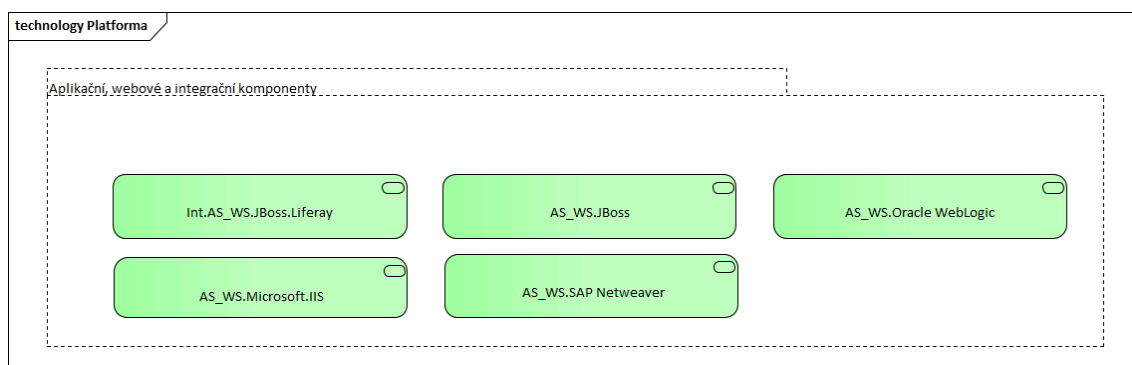 technology Platforma
Aplikační, webové a integrační komponenty
Int.AS_WS.JBoss.Liferay
AS_WS.JBoss
AS_WS.Oracle WebLogic
AS_WS.Microsoft.IIS
AS_WS.SAP Netweaver